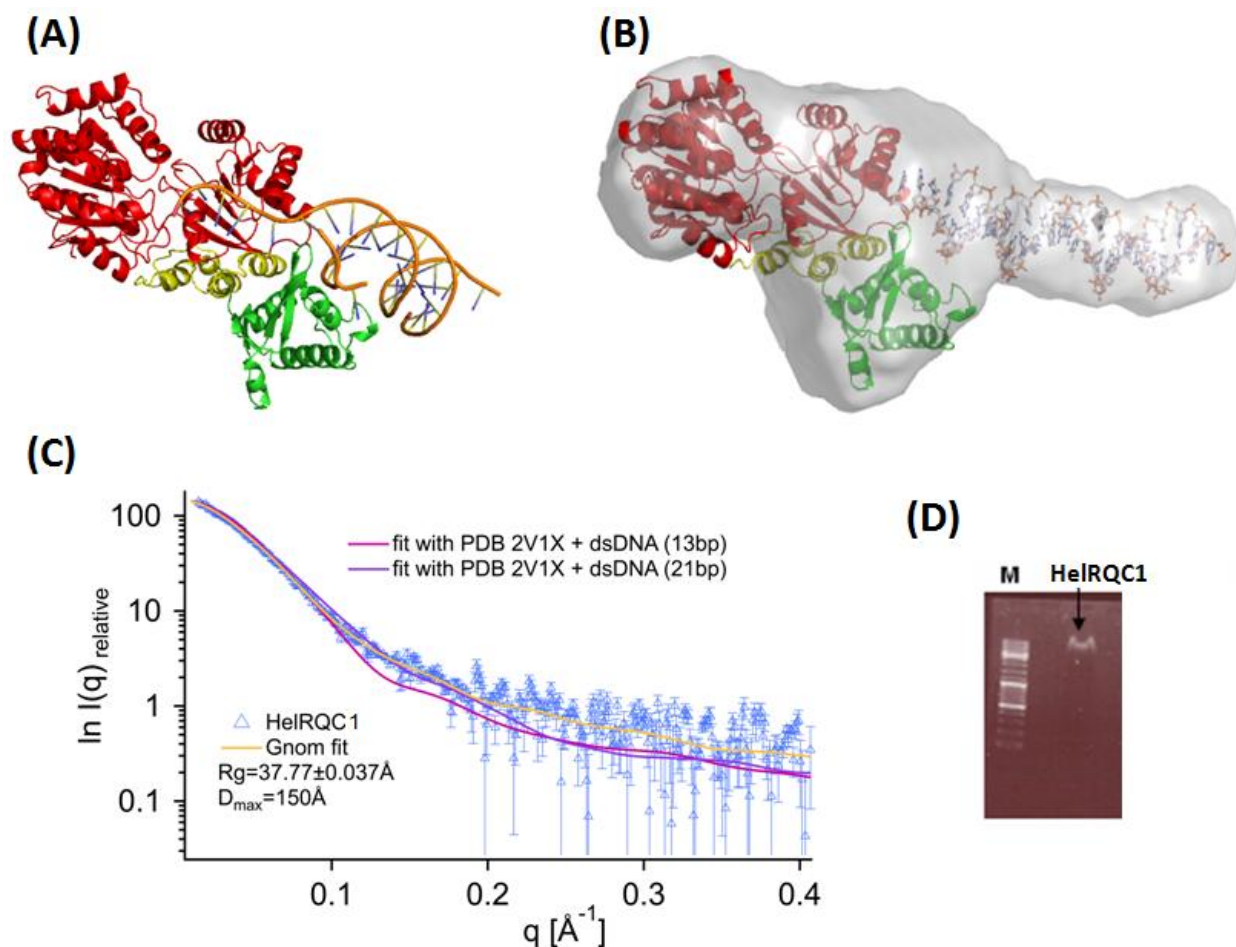 (A)
(B)
(C)
100
10
1
0.1
ln I(q) relative
fit with PDB 2V1X + dsDNA (13bp)
fit with PDB 2V1X + dsDNA (21bp)
HelRQC1
Gnom fit
Rg=37.77±0.037Å
Dmax=150Å
0.1
0.2
0.3
0.4
q [Å-1]
(D)
M
HelRQC1